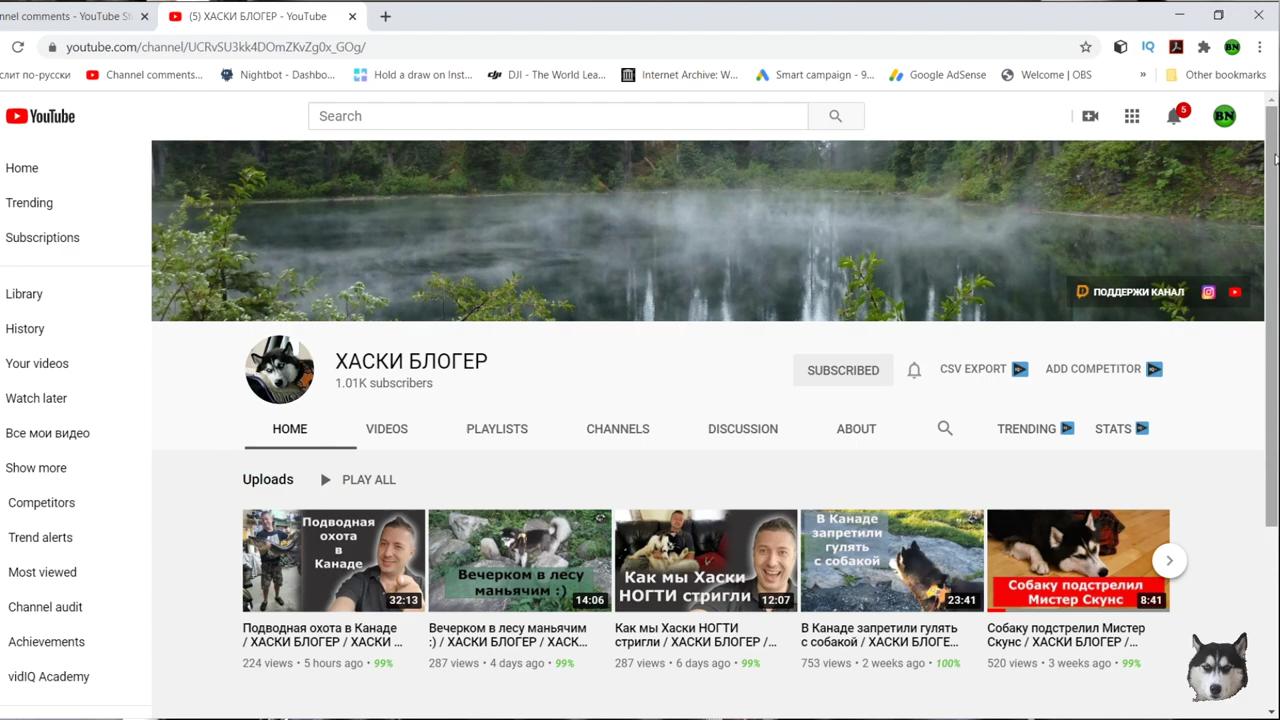 nnel comments - YouTube St
(5) ХАСКИ БЛОГЕР - YouTube
youtube.com/channel/UCRvSU3kk4DOmZKvZg0x_GOg/
IQ
BN
слит по-русски
Channel comments...
Nightbot - Dashbo...
Hold a draw on Inst...
DJI - The World Lea...
Internet Archive: W...
Smart campaign - 9...
Google AdSense
Welcome | OBS
»
Other bookmarks
YouTube
Search
5
BN
Home
Trending
Subscriptions
Library
History
Your videos
Watch later
Все мои видео
Show more
Competitors
Trend alerts
Most viewed
Channel audit
Achievements
vidIQ Academy
ПОДДЕРЖИ КАНАЛ
ХАСКИ БЛОГЕР
1.01K subscribers
SUBSCRIBED
CSV EXPORT
ADD COMPETITOR
HOME
VIDEOS
PLAYLISTS
CHANNELS
DISCUSSION
ABOUT
TRENDING
STATS
Uploads
PLAY ALL
Подводная
охота
в
Канаде
32:13
Подводная охота в Канаде
/ ХАСКИ БЛОГЕР / ХАСКИ ...
224 views • 5 hours ago • 99%
Вечерком в лесу
маньячим :)
14:06
Вечерком в лесу маньячим
:) / ХАСКИ БЛОГЕР / ХАСК...
287 views • 4 days ago • 99%
Как мы Хаски
НОГТИ стригли
12:07
Как мы Хаски НОГТИ
стригли / ХАСКИ БЛОГЕР /...
287 views • 6 days ago • 99%
В Канаде
запретили
гулять
с собакой
23:41
В Канаде запретили гулять
с собакой / ХАСКИ БЛОГЕ...
753 views • 2 weeks ago • 100%
Собаку подстрелил
Мистер Скунс
8:41
Собаку подстрелил Мистер
Скунс / ХАСКИ БЛОГЕР /...
520 views • 3 weeks ago • 99%